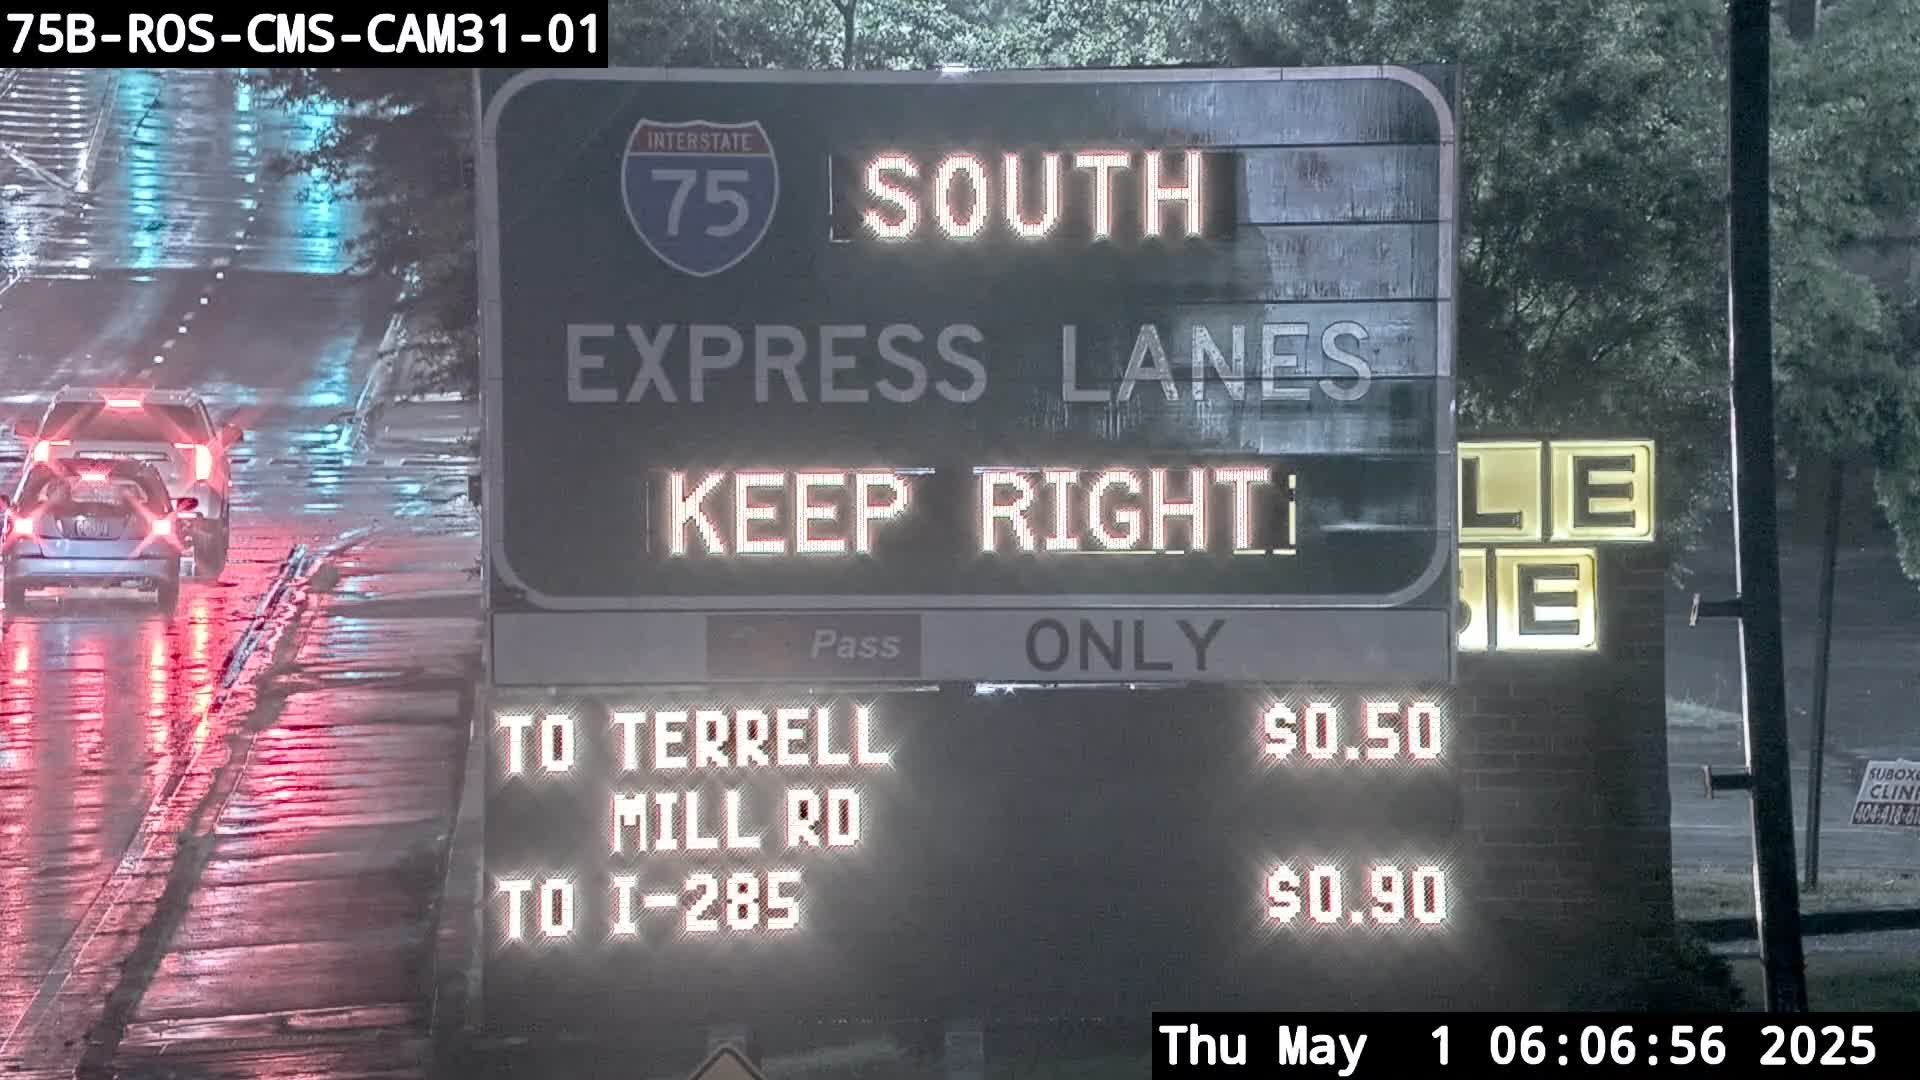 75B-ROS-CMS-CAM31-01
INTERSTATE
75
SOUTH
EXPRESS LANES
KEEP RIGHT
Pass ONLY
TO TERRELL $0.50
MILL RD
TO I-285 $0.90
LE
E
CLINI
Thu May 1 06:06:56 2025